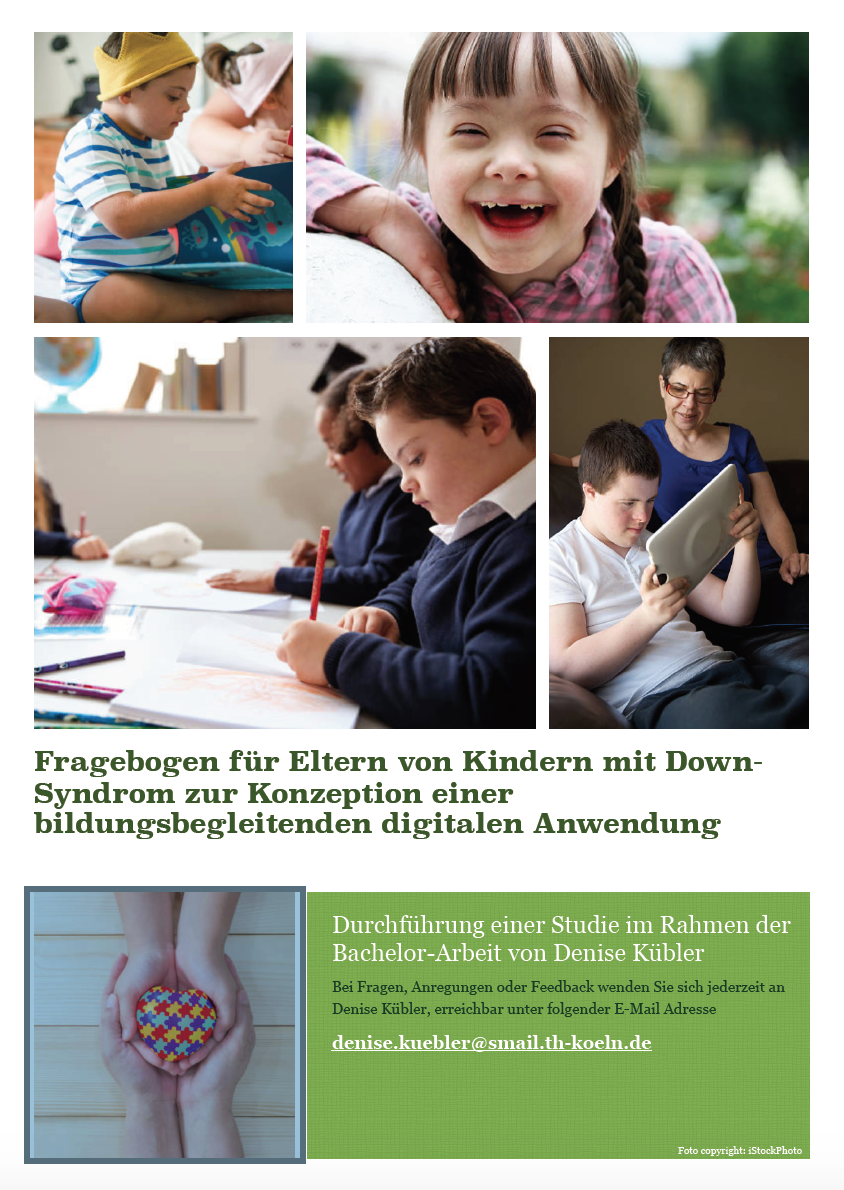 Fragebogen für Eltern von Kindern mit Down-
Syndrom zur Konzeption einer
bildungsbegleitenden digitalen Anwendung
Durchführung einer Studie im Rahmen der
Bachelor-Arbeit von Denise Kübler
Bei Fragen, Anregungen oder Feedback wenden Sie sich jederzeit an
Denise Kübler, erreichbar unter folgender E-Mail Adresse
denise.kuebler@smail.th-koeln.de
Foto copyright: iStockPhoto